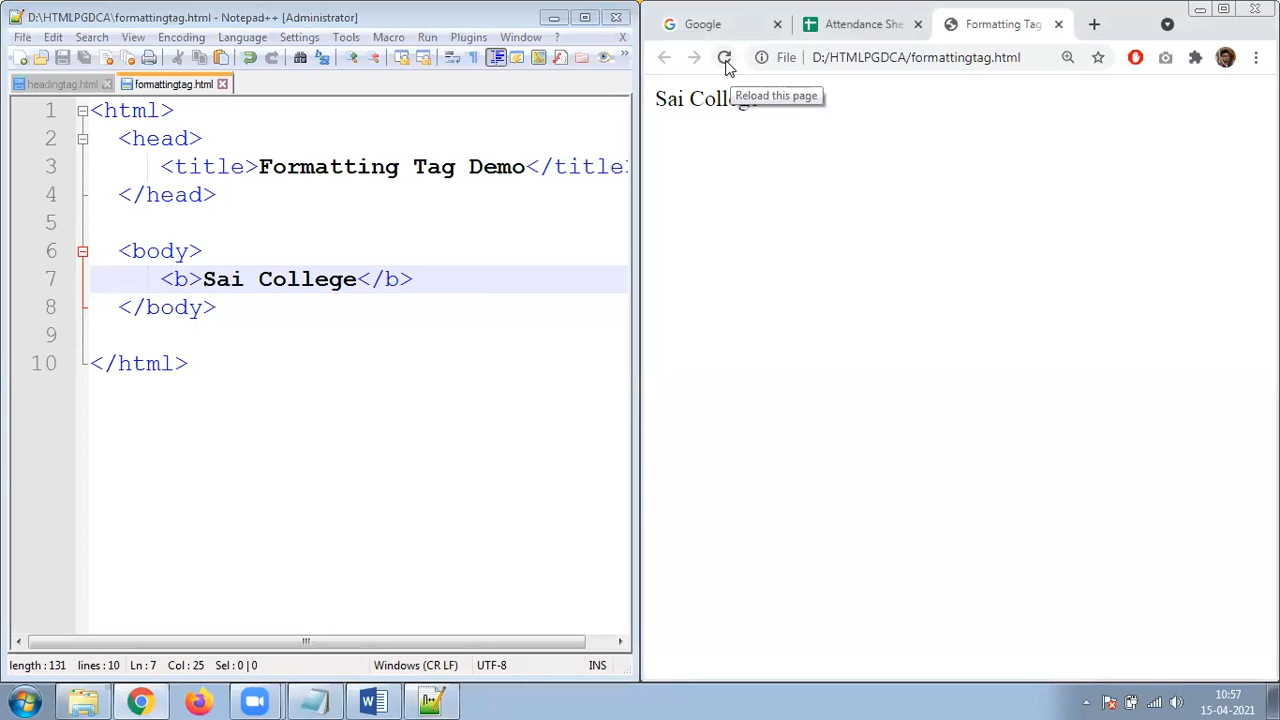 D:\HTMLPGDCA\formattingtag.html - Notepad++ [Administrator]
File Edit Search View Encoding Language Settings Tools Macro Run Plugins Window ? X
headingtag.html formattingtag.html
1 <html>
2 <head>
3 <title>Formatting Tag Demo</title>
4 </head>
5
6 <body>
7 <b>Sai College</b>
8 </body>
9
10 </html>
length : 131 lines : 10 Ln : 7 Col : 25 Sel : 0 | 0 Windows (CR LF) UTF-8 INS
Google Attendance She Formatting Tag
File D:/HTMLPGDCA/formattingtag.html
Sai College
Reload this page
10:57
15-04-2021